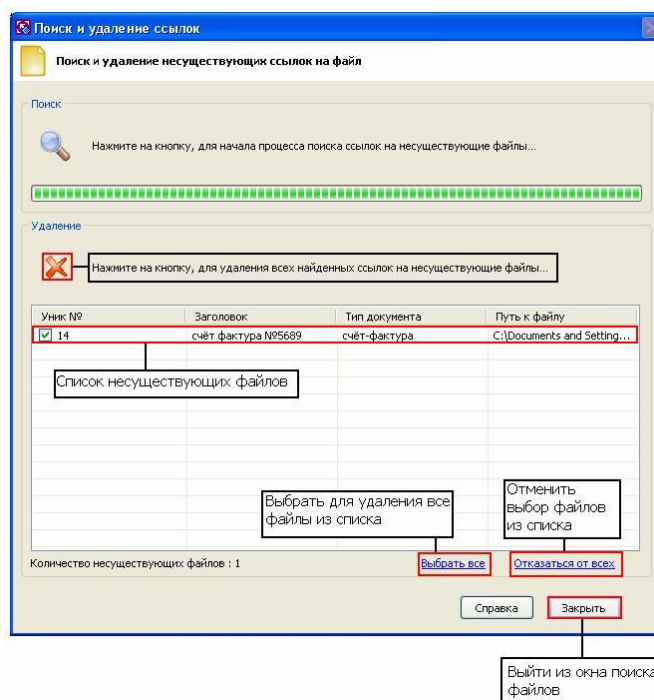 Поиск и удаление ссылок
Поиск и удаление несуществующих ссылок на файл
Поиск
Нажмите на кнопку, для начала процесса поиска ссылок на несуществующие файлы...
Удаление
Нажмите на кнопку, для удаления всех найденных ссылок на несуществующие файлы...
Уник № Заголовок Тип документа Путь к файлу
14 счёт фактура №5689 счёт-фактура C:\Documents and Setting...
Список несуществующих файлов
Выбрать для удаления все
файлы из списка
Отменить
выбор файлов
из списка
Количество несуществующих файлов : 1
Выбрать все
Отказаться от всех
Справка
Закрыть
Выйти из окна поиска
файлов